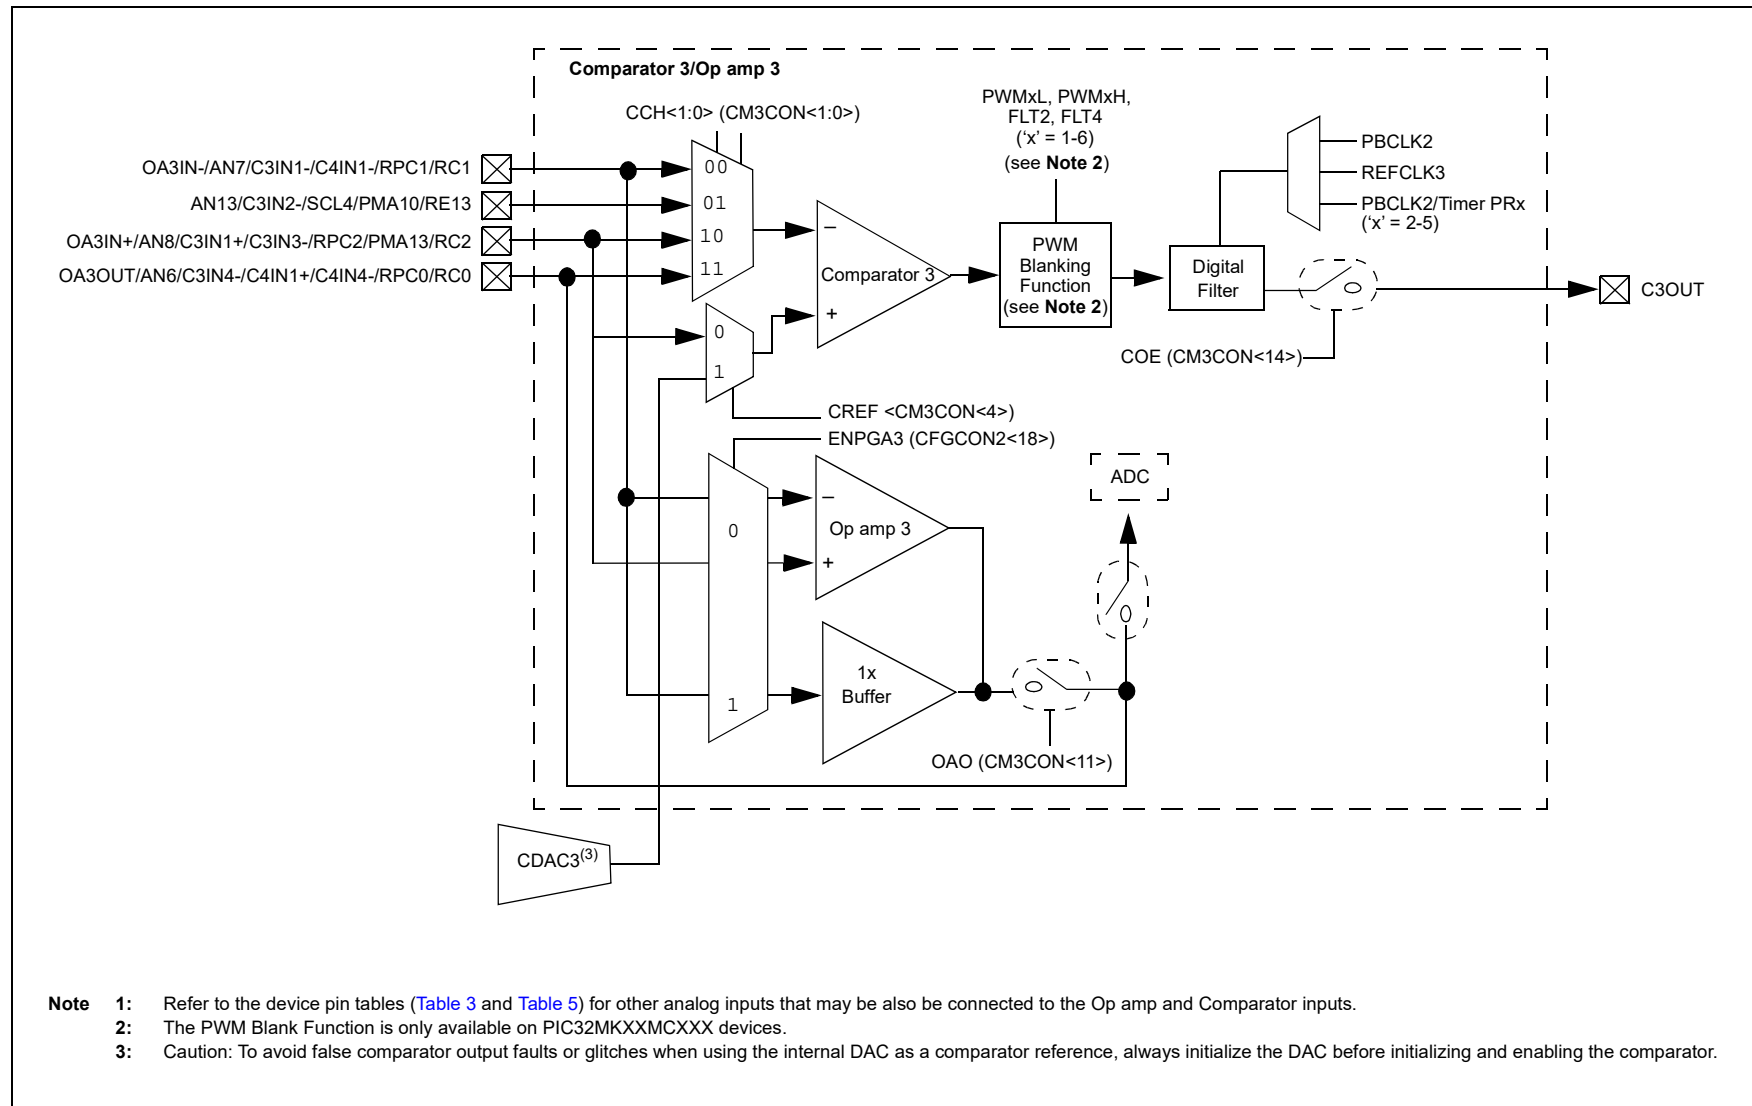 Comparator 3/Op amp 3
CCH<1:0> (CM3CON<1:0>)
PWMxL, PWMxH,
FLT2, FLT4
(‘x’ = 1-6)
(see Note 2)
OA3IN-/AN7/C3IN1-/C4IN1-/RPC1/RC1
AN13/C3IN2-/SCL4/PMA10/RE13
OA3IN+/AN8/C3IN1+/C3IN3-/RPC2/PMA13/RC2
OA3OUT/AN6/C3IN4-/C4IN1+/C4IN4-/RPC0/RC0
00
01
10
11
0
1
–
Comparator 3
+
PWM
Blanking
Function
(see Note 2)
Digital
Filter
PBCLK2
REFCLK3
PBCLK2/Timer PRx
(‘x’ = 2-5)
C3OUT
COE (CM3CON<14>)
CREF <CM3CON<4>)
ENPGA3 (CFGCON2<18>)
0
1
–
Op amp 3
+
1x
Buffer
ADC
OAO (CM3CON<11>)
CDAC3(3)
Note 1: Refer to the device pin tables (Table 3 and Table 5) for other analog inputs that may be also be connected to the Op amp and Comparator inputs.
2: The PWM Blank Function is only available on PIC32MKXXMCXXX devices.
3: Caution: To avoid false comparator output faults or glitches when using the internal DAC as a comparator reference, always initialize the DAC before initializing and enabling the comparator.